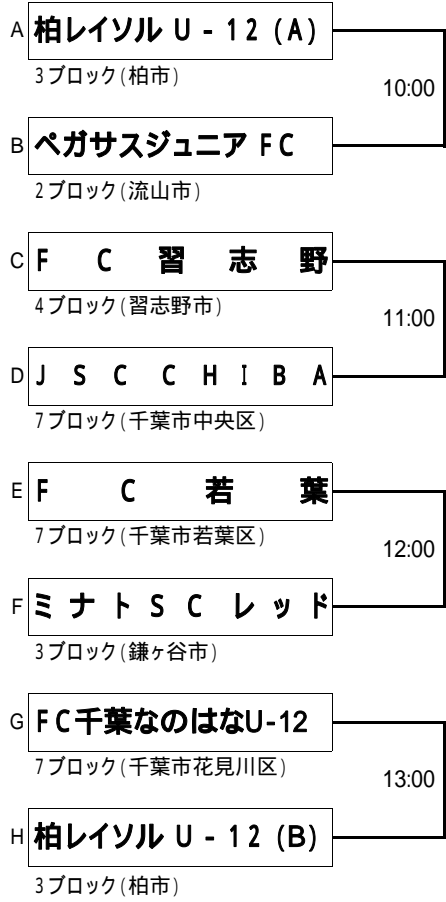 A 柏レイソル U - 1 2 (A)
3ブロック(柏市)
10:00
B ペガサスジュニア F C
2ブロック(流山市)
C F C 習 志 野
4ブロック(習志野市)
11:00
D J S C C H I B A
7ブロック(千葉市中央区)
E F C 若 葉
7ブロック(千葉市若葉区)
12:00
F ミ ナ ト S C レ ッ ド
3ブロック(鎌ヶ谷市)
G F C千葉なのはなU-12
7ブロック(千葉市花見川区)
13:00
H 柏レイソル U - 1 2 (B)
3ブロック(柏市)